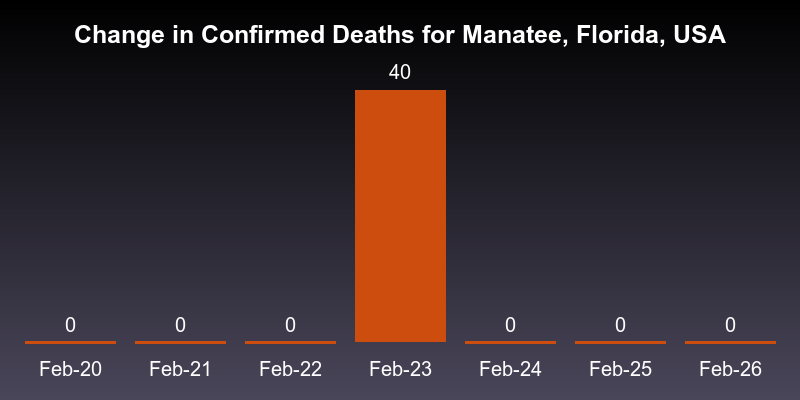 Change in Confirmed Deaths for Manatee, Florida, USA
40
0 0 0 0 0 0
Feb-20 Feb-21 Feb-22 Feb-23 Feb-24 Feb-25 Feb-26